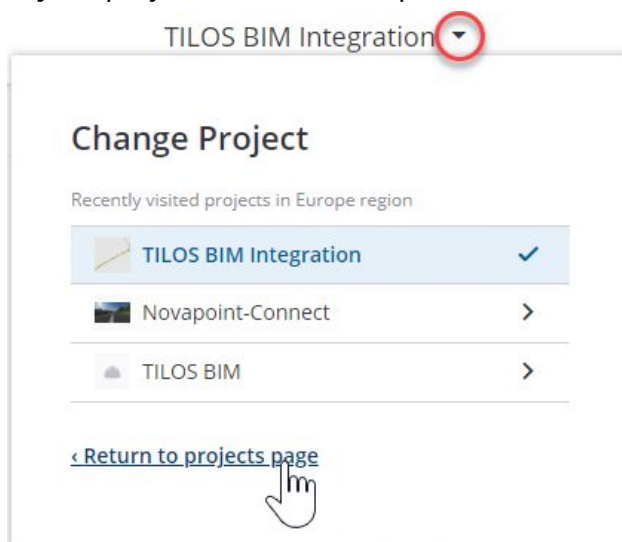 TILOS BIM Integration
Change Project
Recently visited projects in Europe region
TILOS BIM Integration
Novapoint-Connect
TILOS BIM
‹ Return to projects page